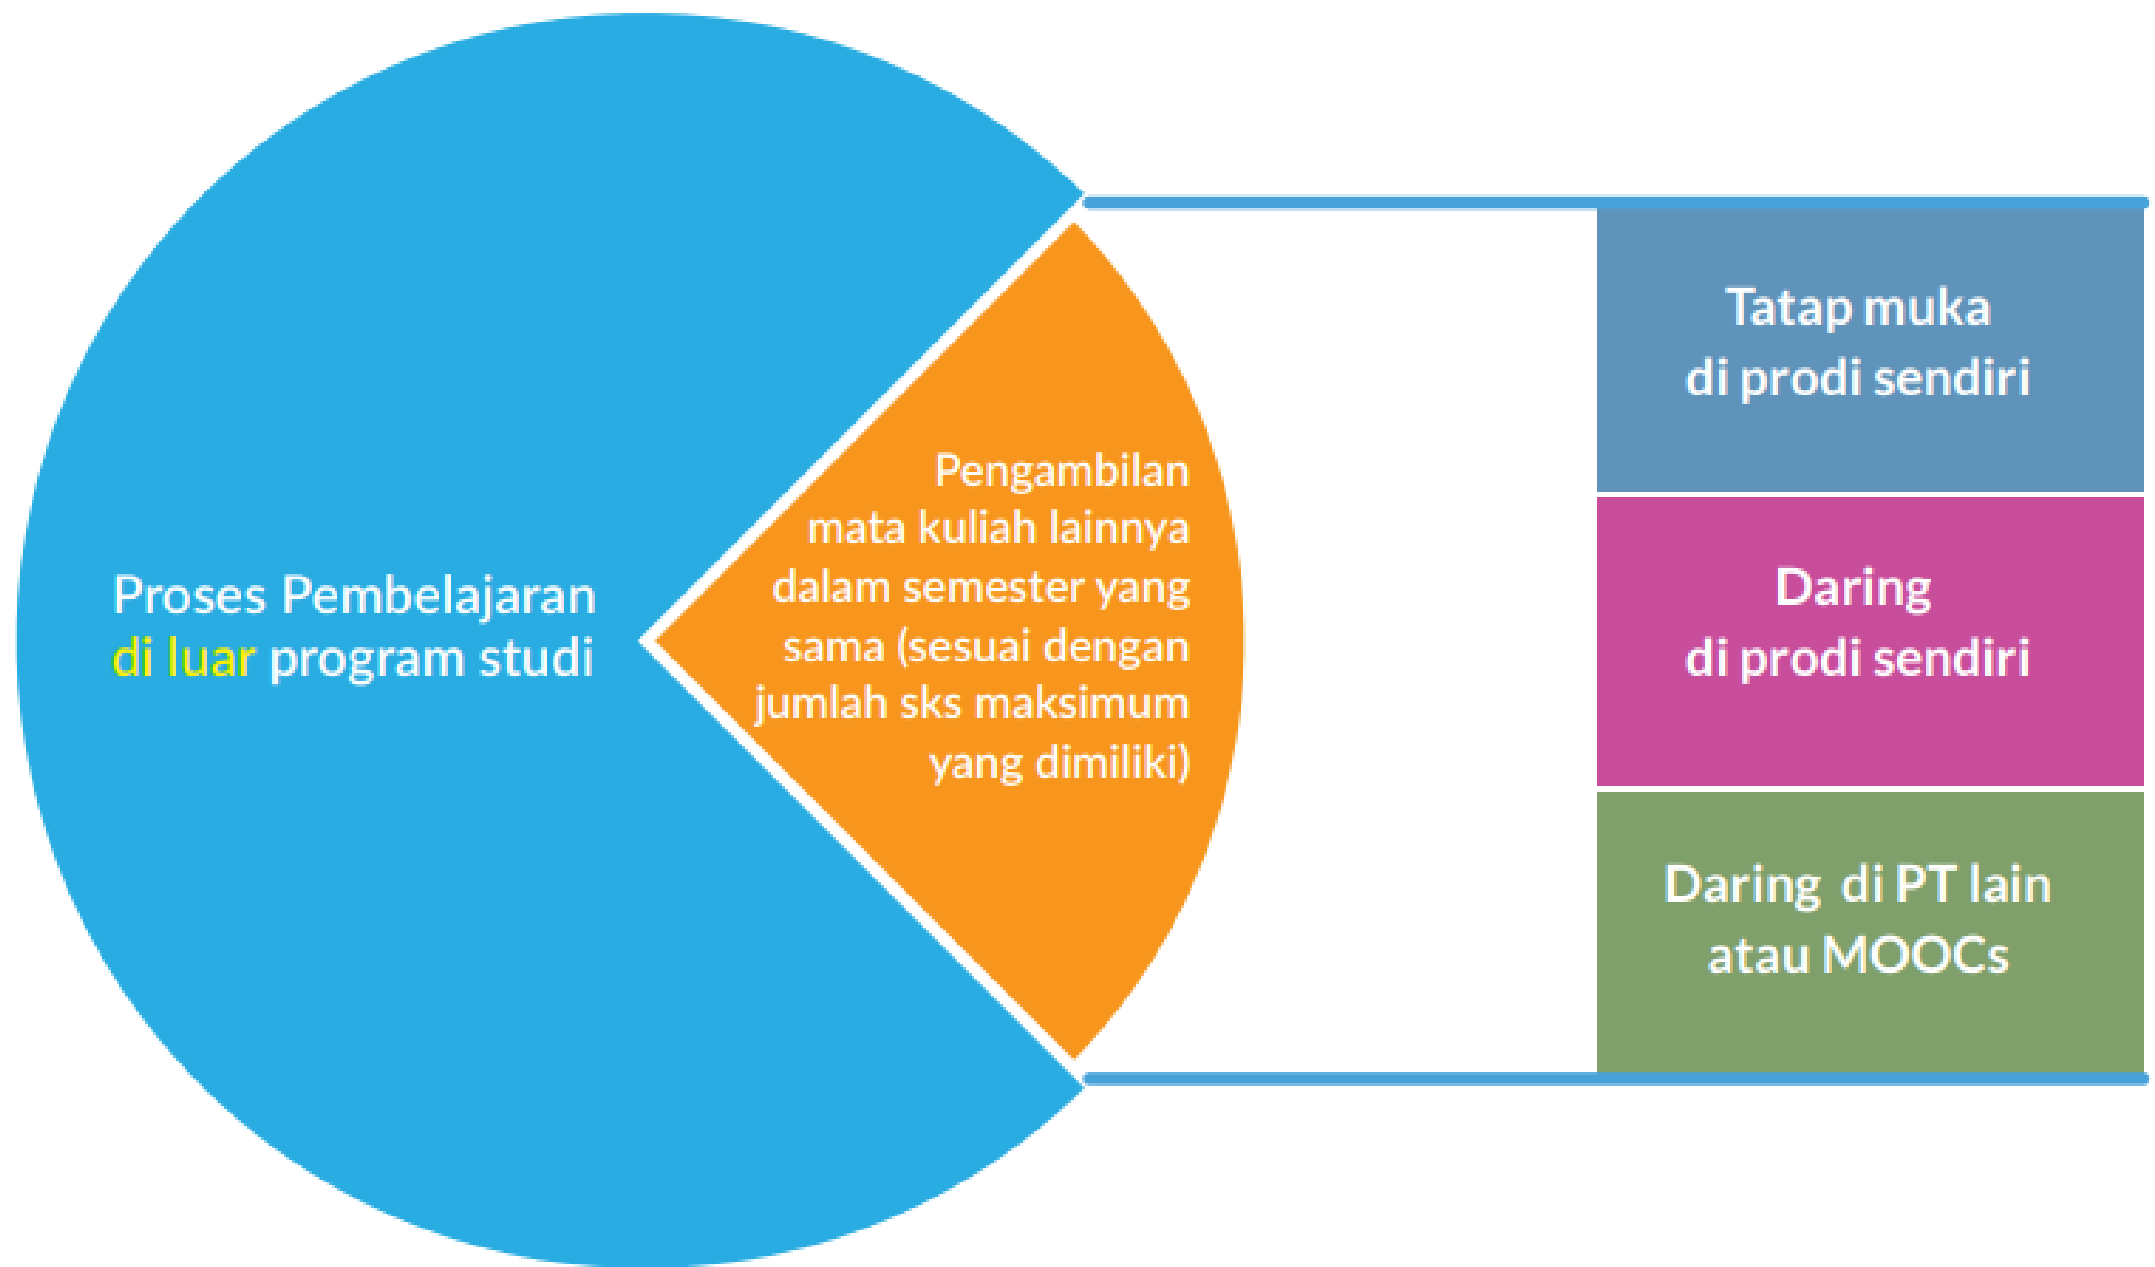 Proses Pembelajaran
di luar program studi
Pengambilan
mata kuliah lainnya
dalam semester yang
sama (sesuai dengan
jumlah sks maksimum
yang dimiliki)
Tatap muka
di prodi sendiri
Daring
di prodi sendiri
Daring di PT lain
atau MOOCs